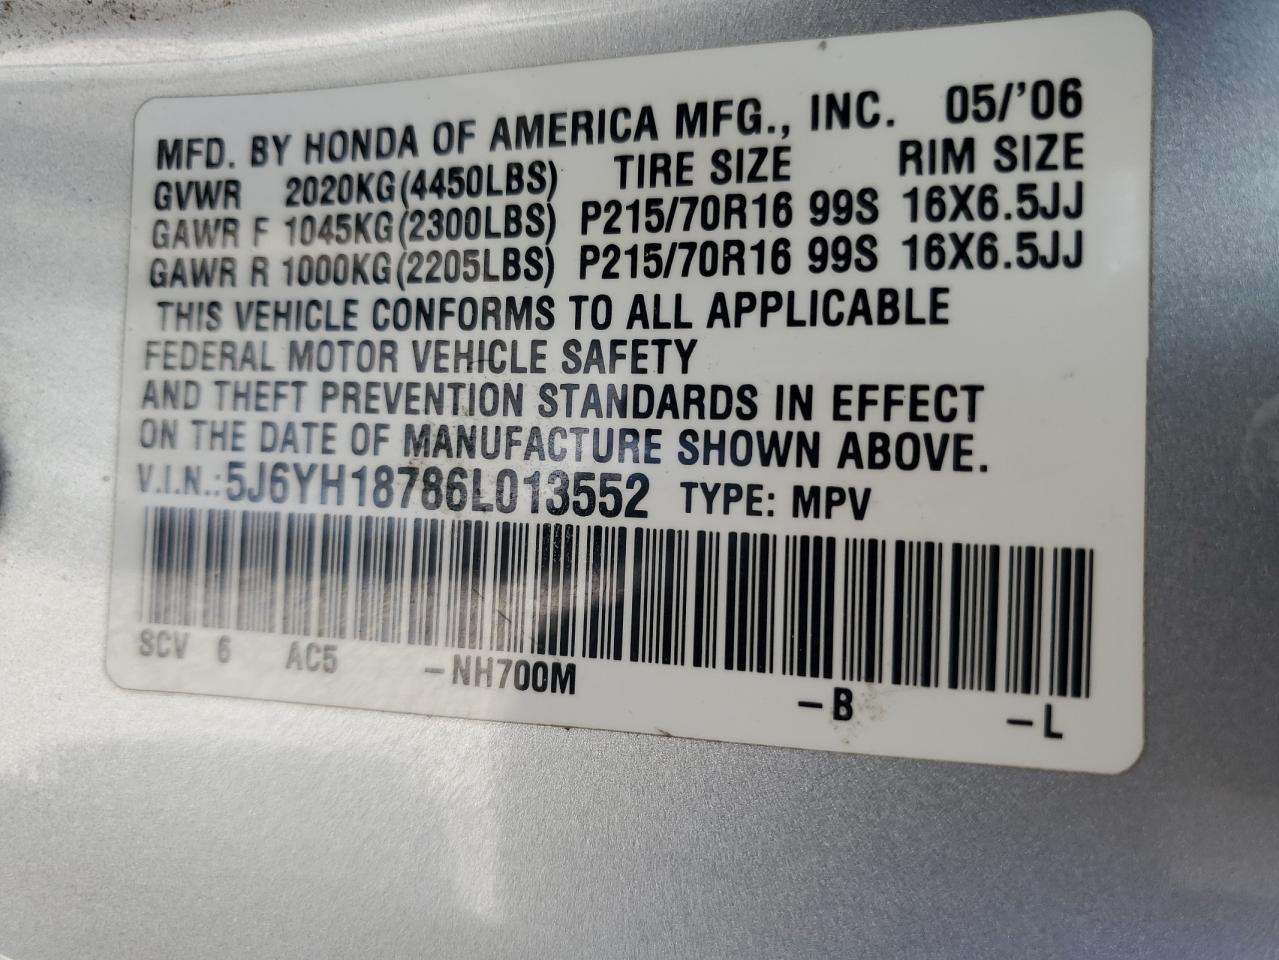 MFD. BY HONDA OF AMERICA MFG., INC. 05/'06
GVWR 2020KG(4450LBS) TIRE SIZE RIM SIZE
GAWR F 1045KG(2300LBS) P215/70R16 99S 16X6.5JJ
GAWR R 1000KG(2205LBS) P215/70R16 99S 16X6.5JJ
THIS VEHICLE CONFORMS TO ALL APPLICABLE
FEDERAL MOTOR VEHICLE SAFETY
AND THEFT PREVENTION STANDARDS IN EFFECT
ON THE DATE OF MANUFACTURE SHOWN ABOVE.
V.I.N.:5J6YH18786L013552 TYPE: MPV
SCV 6 AC5 -NH700M -B -L